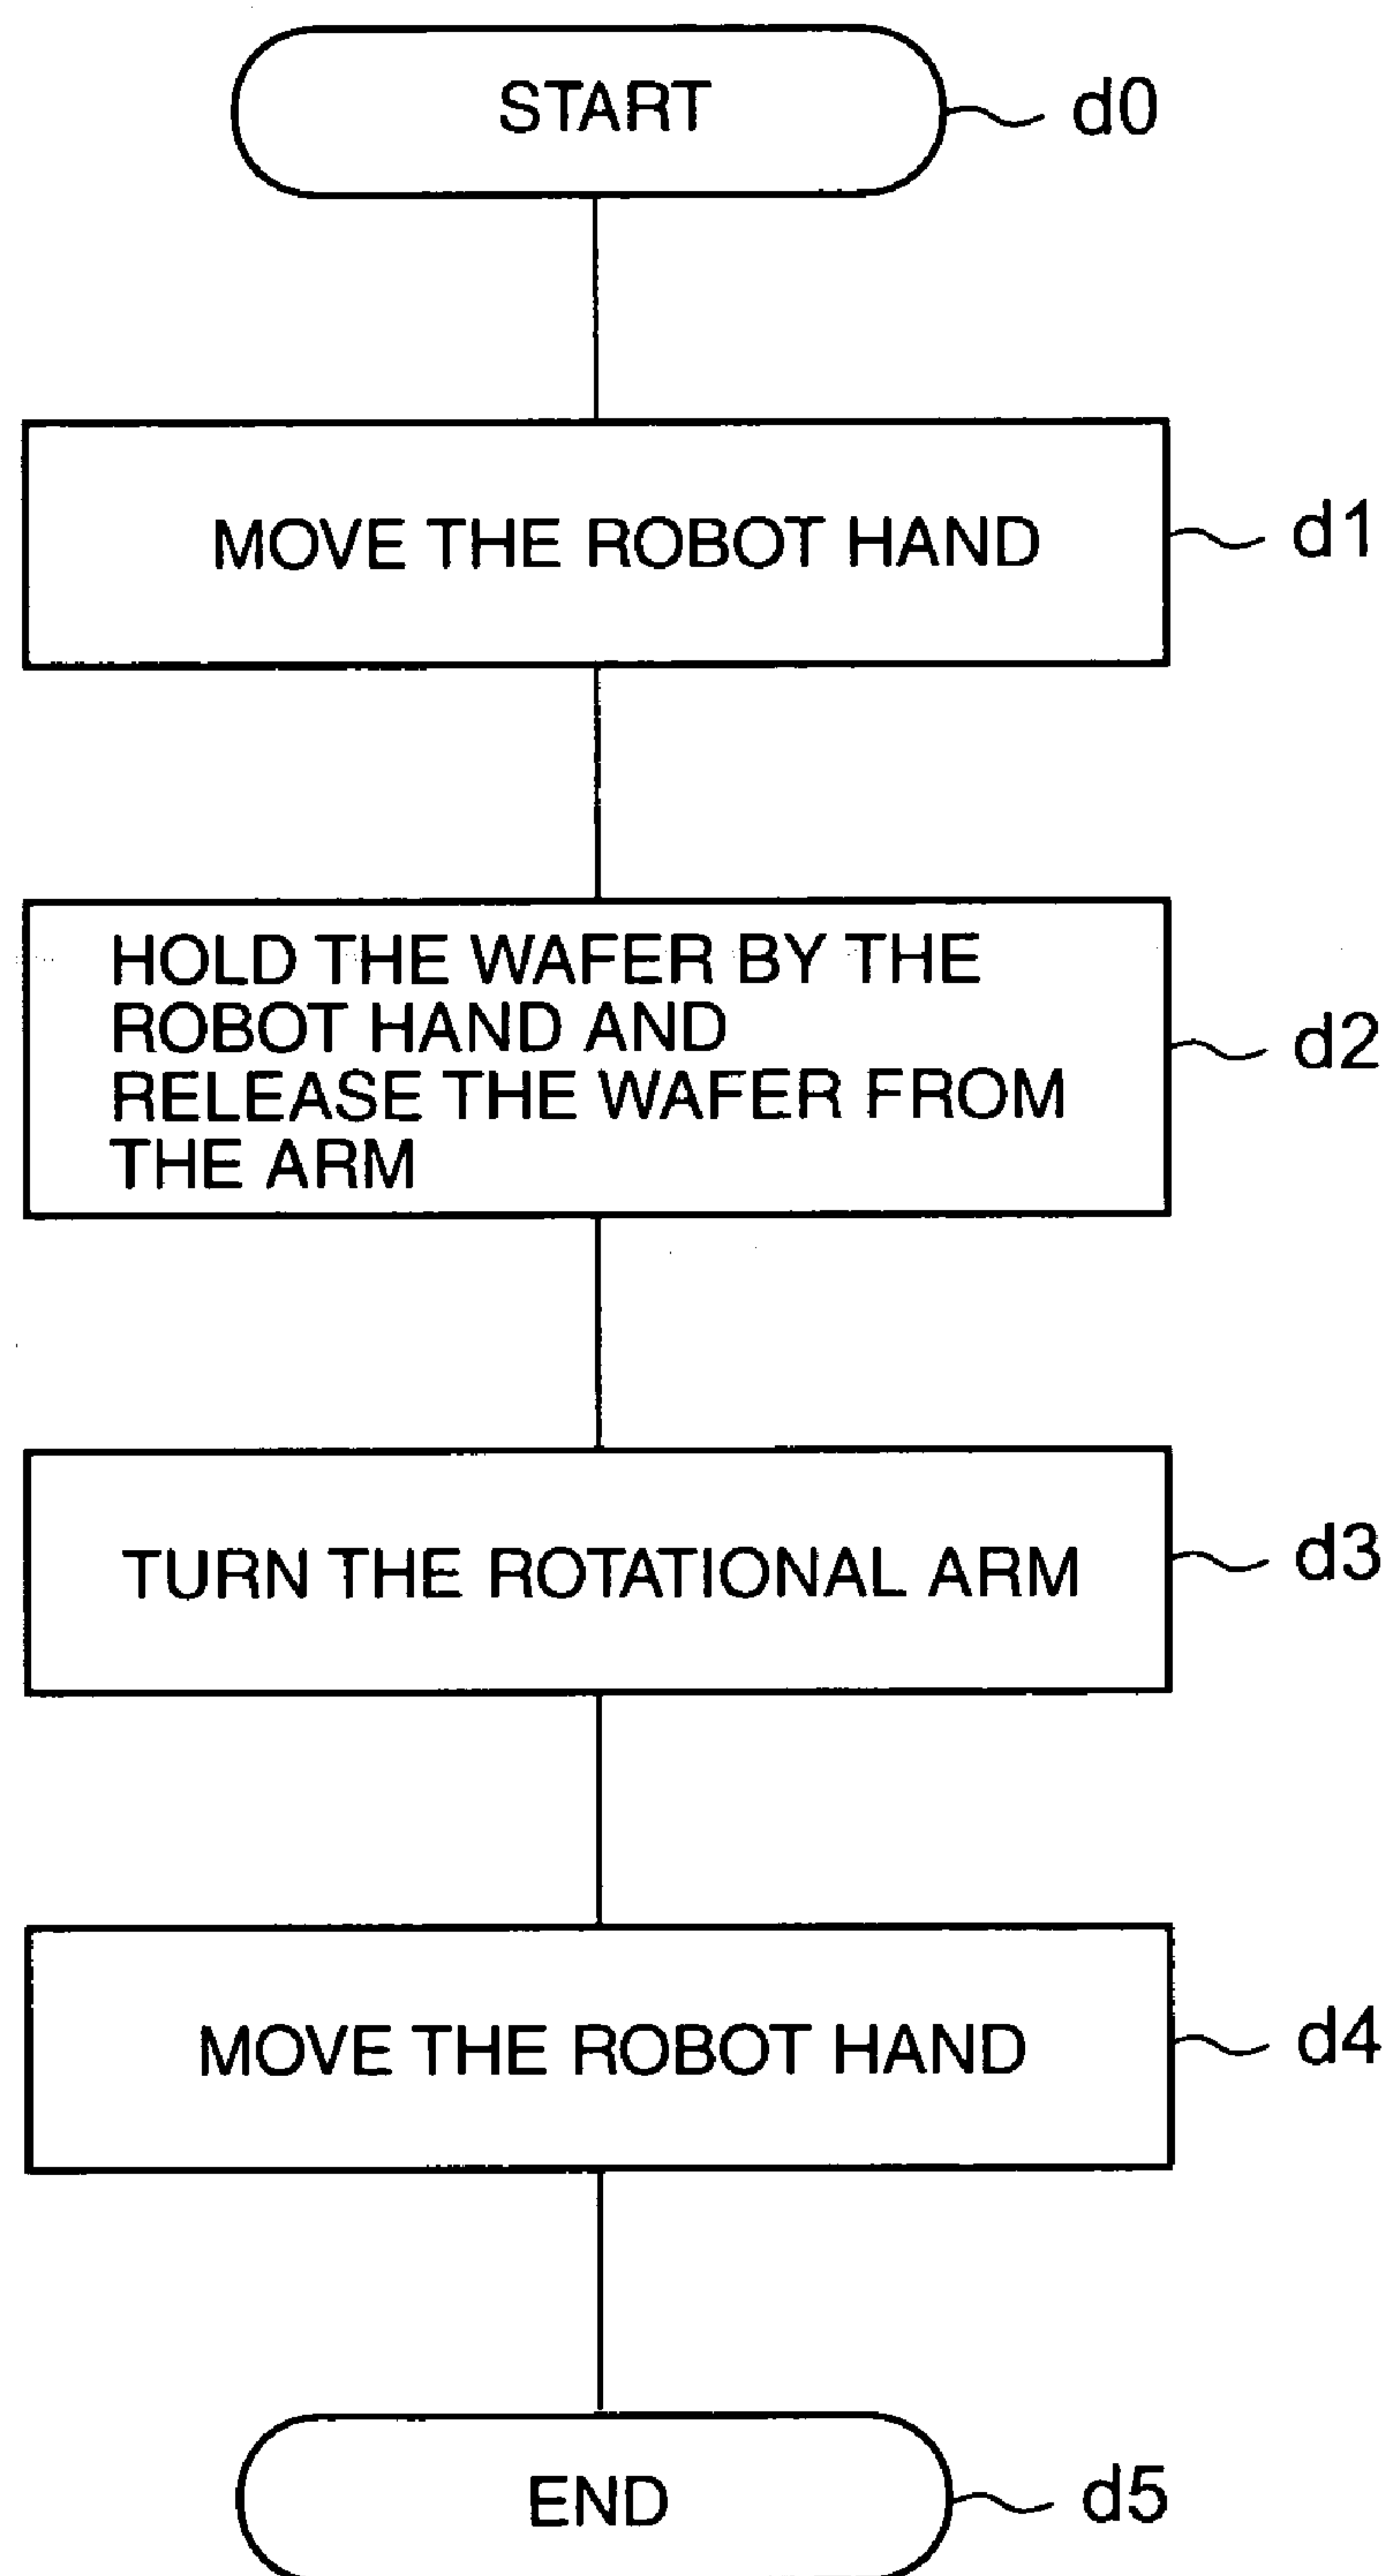 START
d0
MOVE THE ROBOT HAND
d1
HOLD THE WAFER BY THE
ROBOT HAND AND
RELEASE THE WAFER FROM
THE ARM
d2
TURN THE ROTATIONAL ARM
d3
MOVE THE ROBOT HAND
d4
END
d5